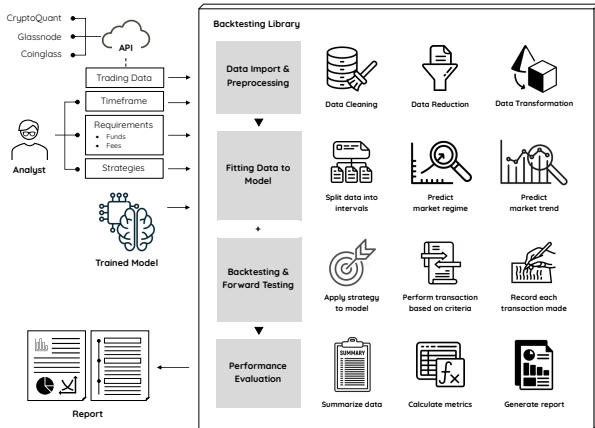 CryptoQuant
Glassnode
Coinglass
API
Trading Data
Timeframe
Requirements
• Funds
• Fees
Strategies
Analyst
Trained Model
Report
Backtesting Library
Data Import &
Preprocessing
Data Cleaning
Data Reduction
Data Transformation
Fitting Data to
Model
Split data into
intervals
Predict
market regime
Predict
market trend
+
Backtesting &
Forward Testing
Apply strategy
to model
Perform transaction
based on criteria
Record each
transaction made
Performance
Evaluation
SUMMARY
Summarize data
fx
Calculate metrics
Generate report